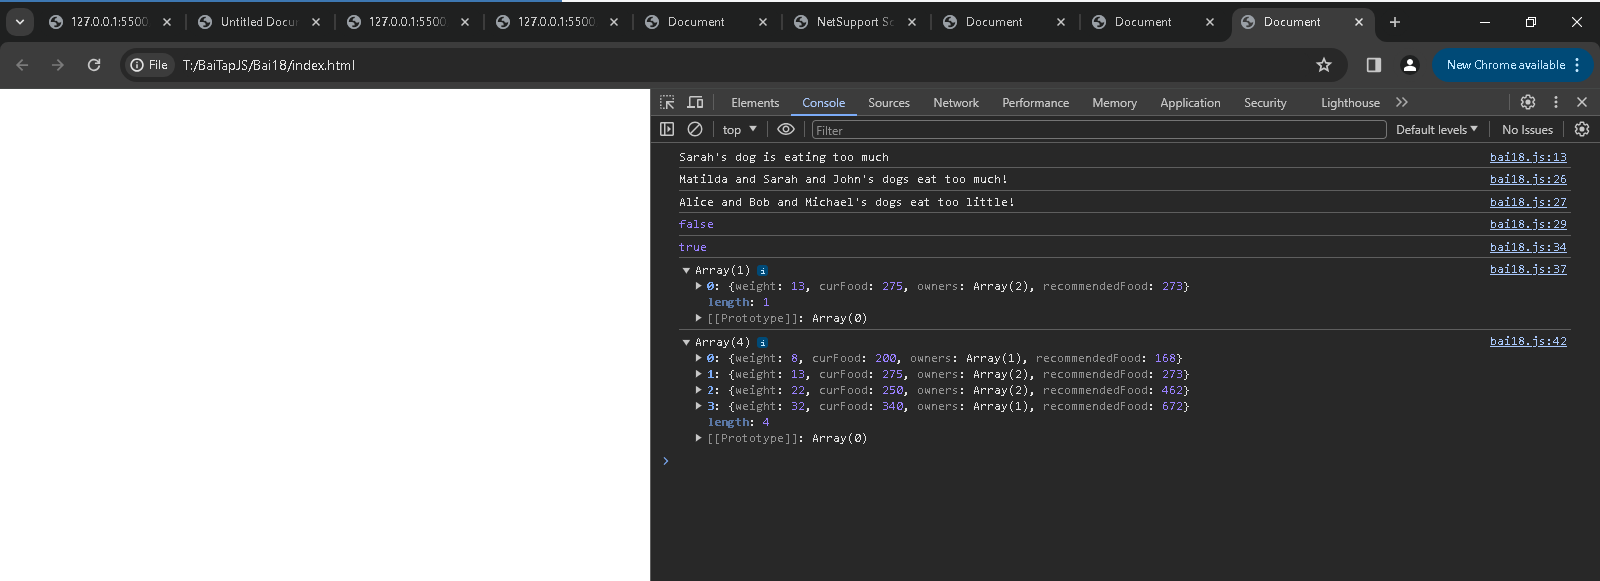 127.0.0.1:5500 Untitled Docum 127.0.0.1:5500 127.0.0.1:5500 Document NetSupport Sc Document Document Document
File T:/BaiTapJS/Bai18/index.html New Chrome available
Elements Console Sources Network Performance Memory Application Security Lighthouse
top Filter Default levels No Issues
Sarah's dog is eating too much bai18.js:13
Matilda and Sarah and John's dogs eat too much! bai18.js:26
Alice and Bob and Michael's dogs eat too little! bai18.js:27
false bai18.js:29
true bai18.js:34
Array(1) i bai18.js:37
0: {weight: 13, curFood: 275, owners: Array(2), recommendedFood: 273}
length: 1
[[Prototype]]: Array(0)
Array(4) i bai18.js:42
0: {weight: 8, curFood: 200, owners: Array(1), recommendedFood: 168}
1: {weight: 13, curFood: 275, owners: Array(2), recommendedFood: 273}
2: {weight: 22, curFood: 250, owners: Array(2), recommendedFood: 462}
3: {weight: 32, curFood: 340, owners: Array(1), recommendedFood: 672}
length: 4
[[Prototype]]: Array(0)